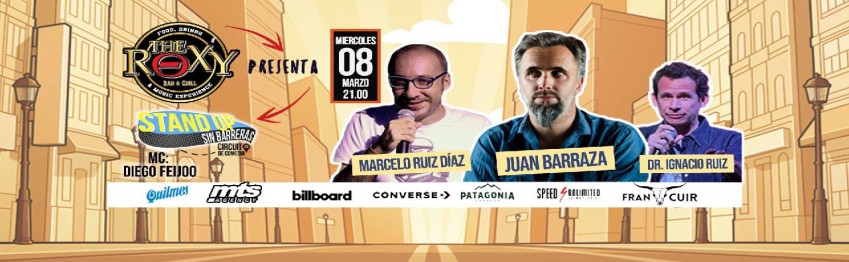 FOOD, DRINKS
THE
ROXY
BAR & GRILL
& MUSIC EXPERIENCE
PRESENTA
MIERCOLES
08
MARZO
21.00
STAND UP
SIN BARRERAS
CIRCUITO
DE COMEDIA
MC:
DIEGO FEIJOO
MARCELO RUIZ DÍAZ
JUAN BARRAZA
DR. IGNACIO RUIZ
Quilmes
mts
AGENCY
billboard
CONVERSE
PATAGONIA
SPEED UNLIMITED
FRAN CUIR